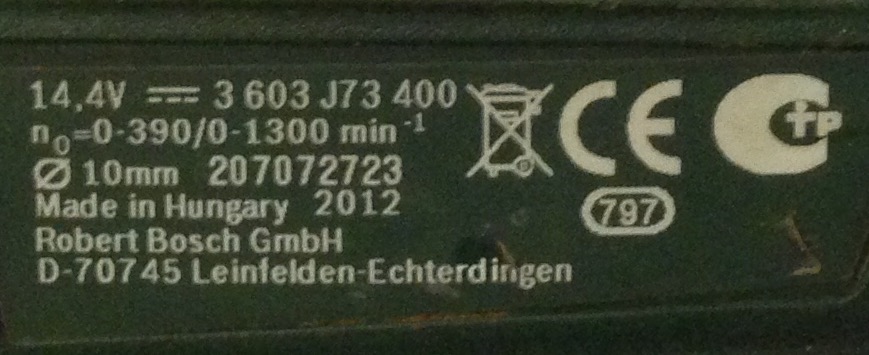 14,4V ⎓ 3 603 J73 400
n₀=0-390/0-1300 min⁻¹
Ø 10mm 207072723
Made in Hungary 2012
Robert Bosch GmbH
D-70745 Leinfelden-Echterdingen
CE
797